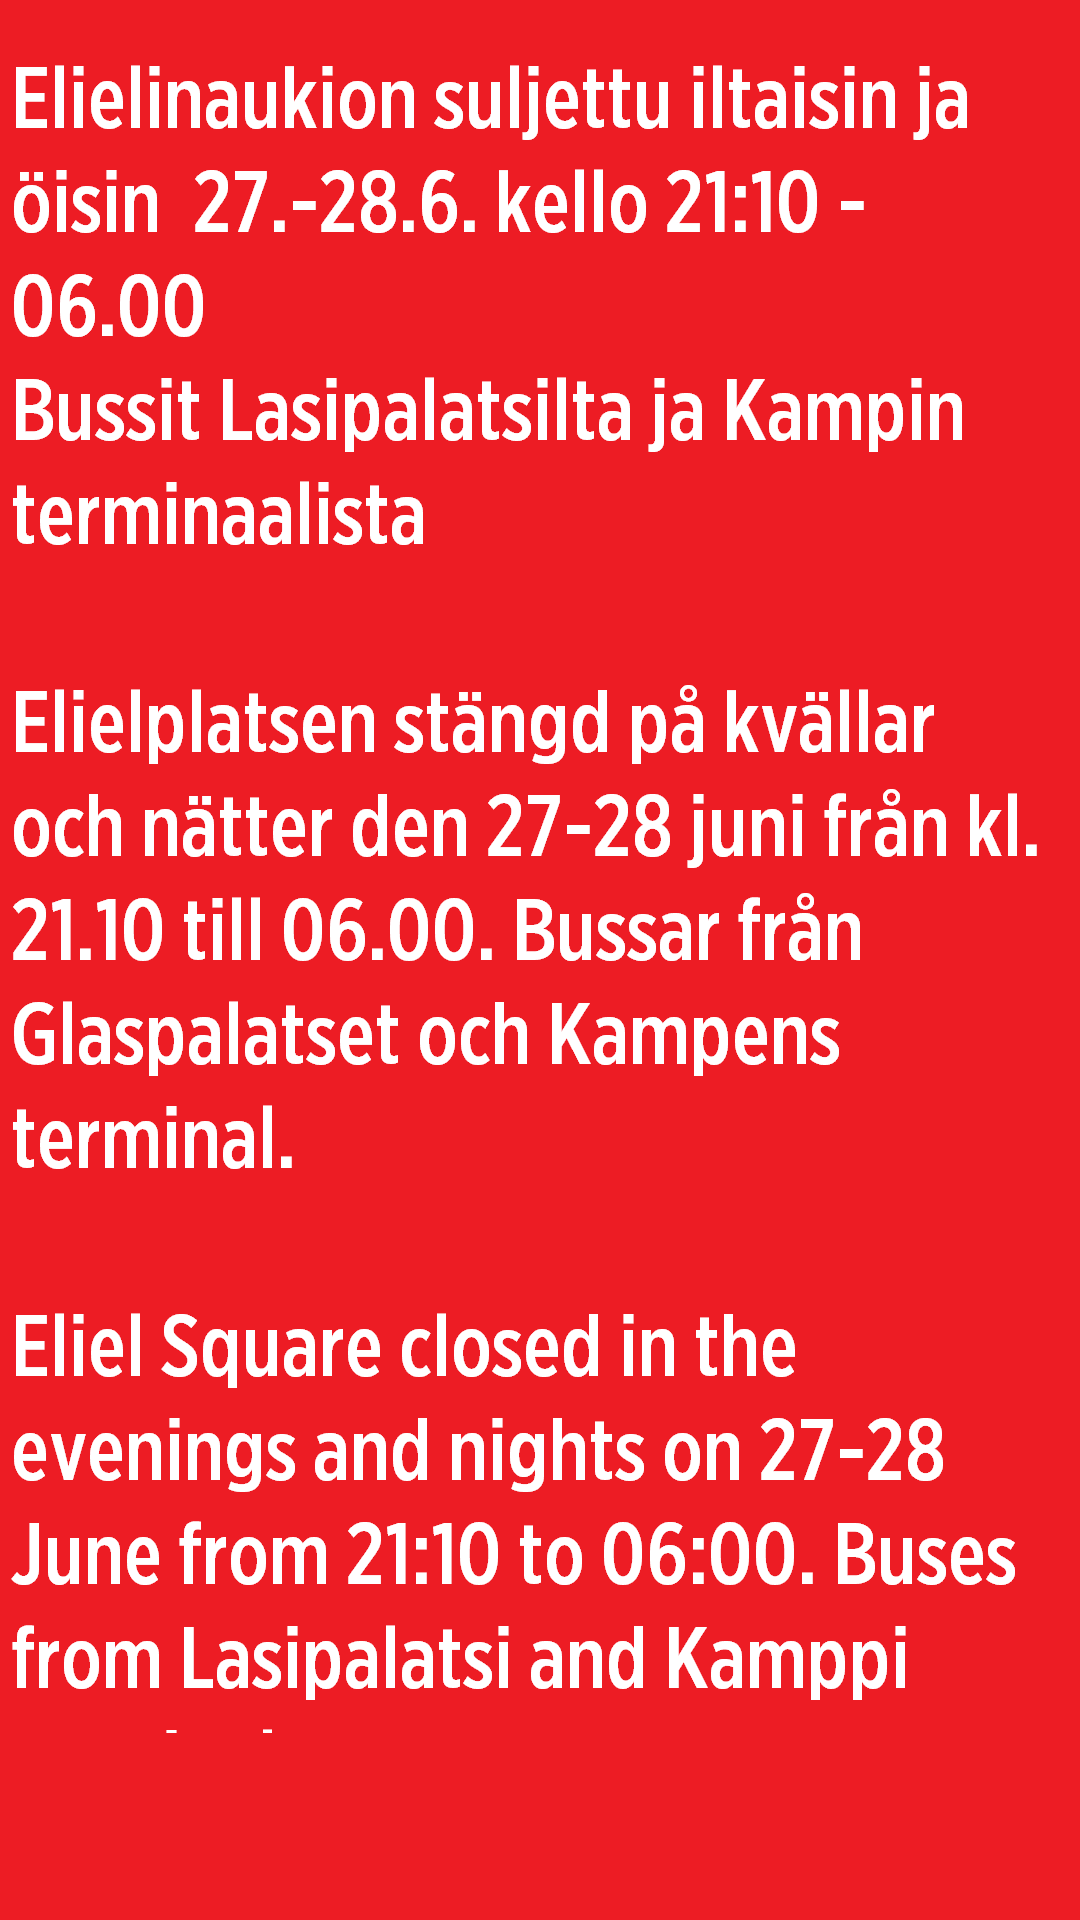 Elielinaukion suljettu iltaisin ja
öisin  27.-28.6. kello 21:10 -
06.00
Bussit Lasipalatsilta ja Kampin
terminaalista
Elielplatsen stängd på kvällar
och nätter den 27-28 juni från kl.
21.10 till 06.00. Bussar från
Glaspalatset och Kampens
terminal.
Eliel Square closed in the
evenings and nights on 27-28
June from 21:10 to 06:00. Buses
from Lasipalatsi and Kamppi